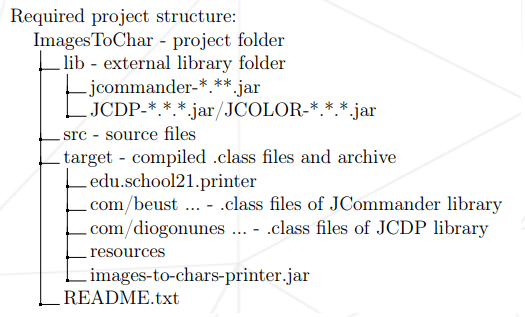 Required project structure:
ImagesToChar - project folder
lib - external library folder
jcommander-*.**.jar
JCDP-*.*.*.jar/JCOLOR-*.*.*.jar
src - source files
target - compiled .class files and archive
edu.school21.printer
com/beust ... - .class files of JCommander library
com/diogonunes ... - .class files of JCDP library
resources
images-to-chars-printer.jar
README.txt